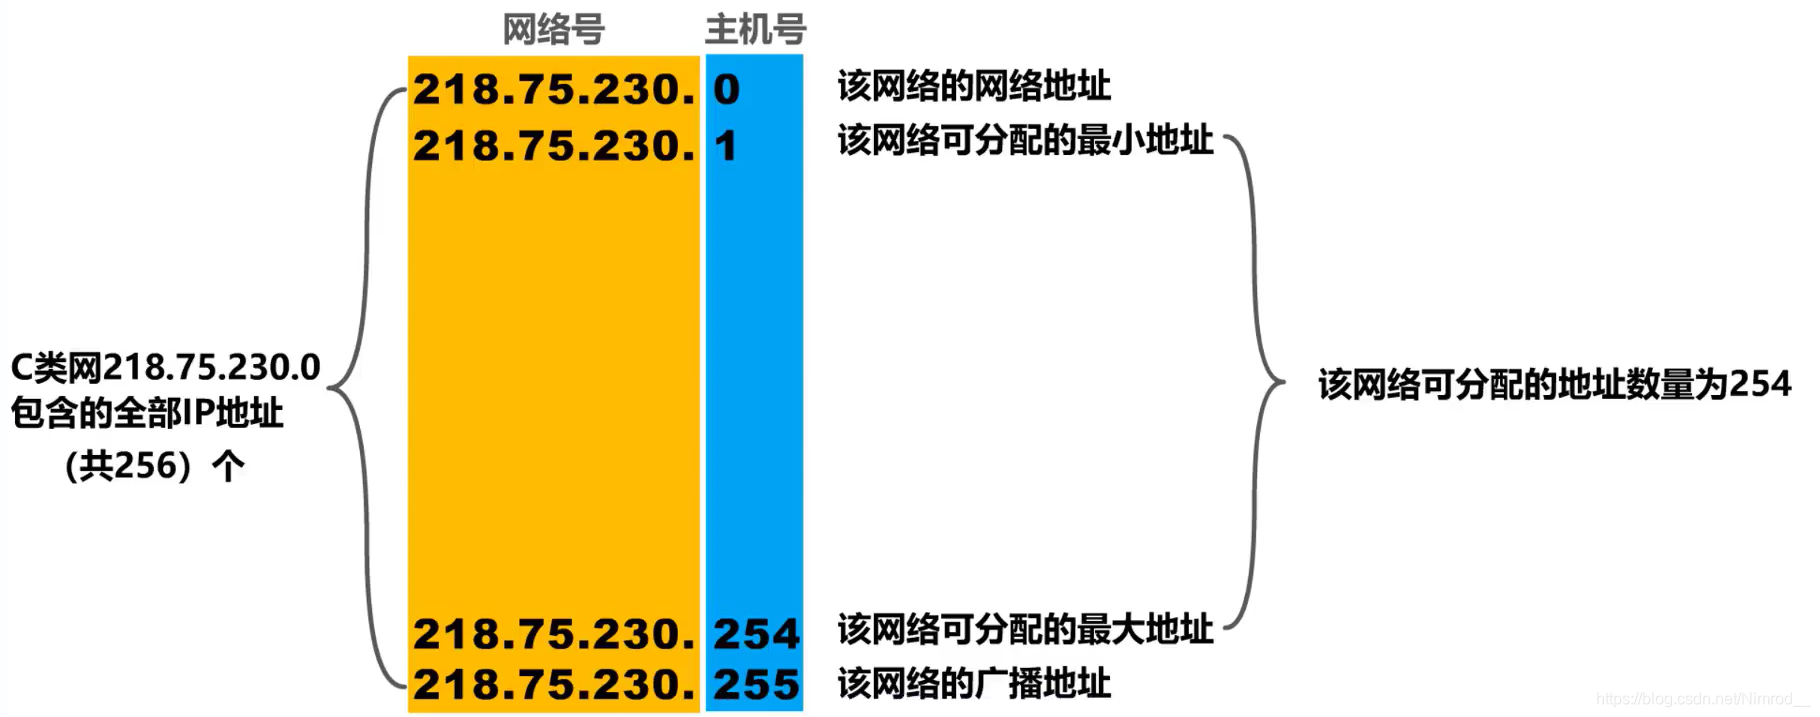 网络号 主机号
218.75.230. 0 该网络的网络地址
218.75.230. 1 该网络可分配的最小地址
C类网218.75.230.0
包含的全部IP地址
（共256）个
该网络可分配的地址数量为254
218.75.230. 254 该网络可分配的最大地址
218.75.230. 255 该网络的广播地址
https://blog.csdn.net/Nimrod__